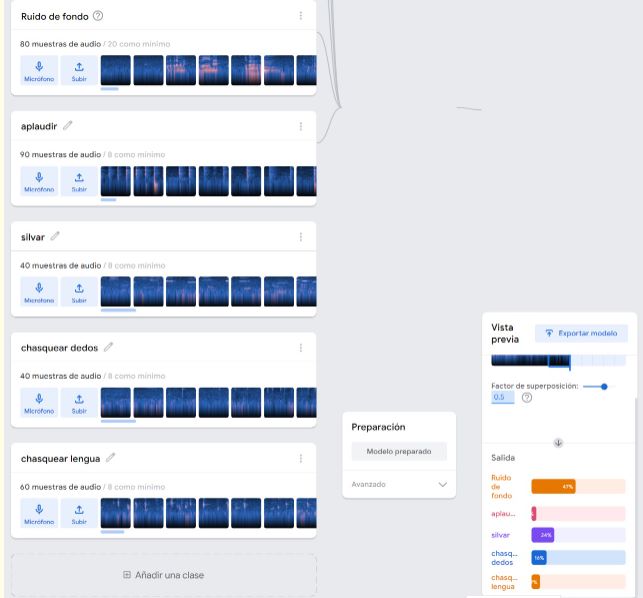 Ruido de fondo
80 muestras de audio / 20 como mínimo
Micrófono
Subir
aplaudir
90 muestras de audio / 8 como mínimo
Micrófono
Subir
silvar
40 muestras de audio / 8 como mínimo
Micrófono
Subir
chasquear dedos
40 muestras de audio / 8 como mínimo
Micrófono
Subir
chasquear lengua
60 muestras de audio / 8 como mínimo
Micrófono
Subir
Añadir una clase
Preparación
Modelo preparado
Avanzado
Vista
previa
Exportar modelo
Factor de superposición:
0.5
Salida
Ruido
de
fondo
47%
aplau...
silvar
24%
chasq...
dedos
16%
chasq...
lengua